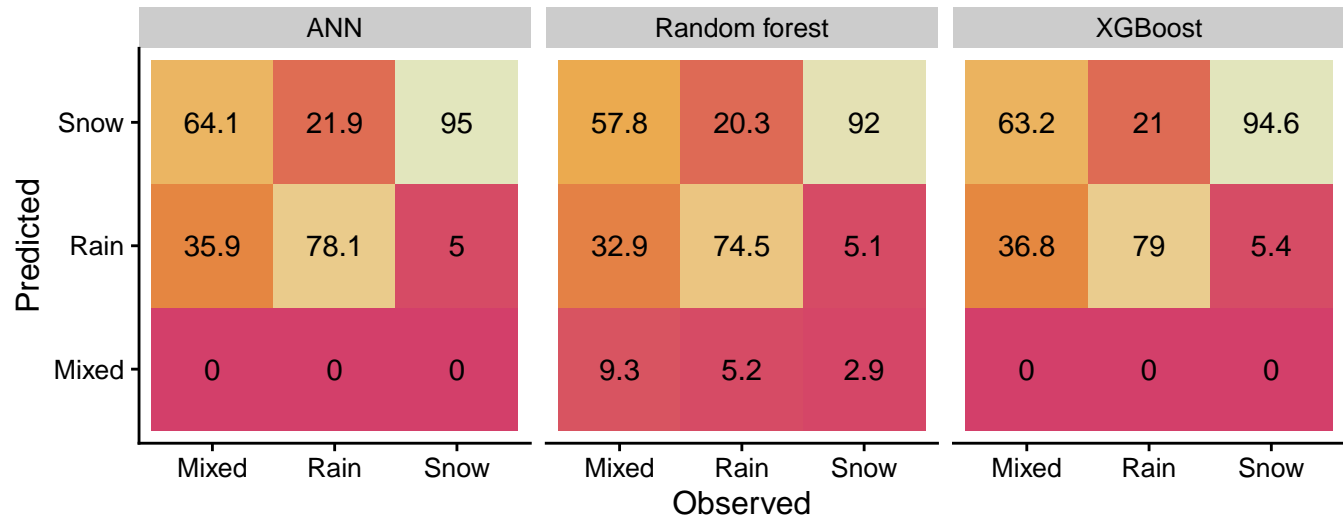 ANN Random forest XGBoost
Snow 64.1 21.9 95 57.8 20.3 92 63.2 21 94.6
Rain 35.9 78.1 5 32.9 74.5 5.1 36.8 79 5.4
Mixed 0 0 0 9.3 5.2 2.9 0 0 0
Mixed Rain Snow Mixed Rain Snow Mixed Rain Snow
Observed
Predicted